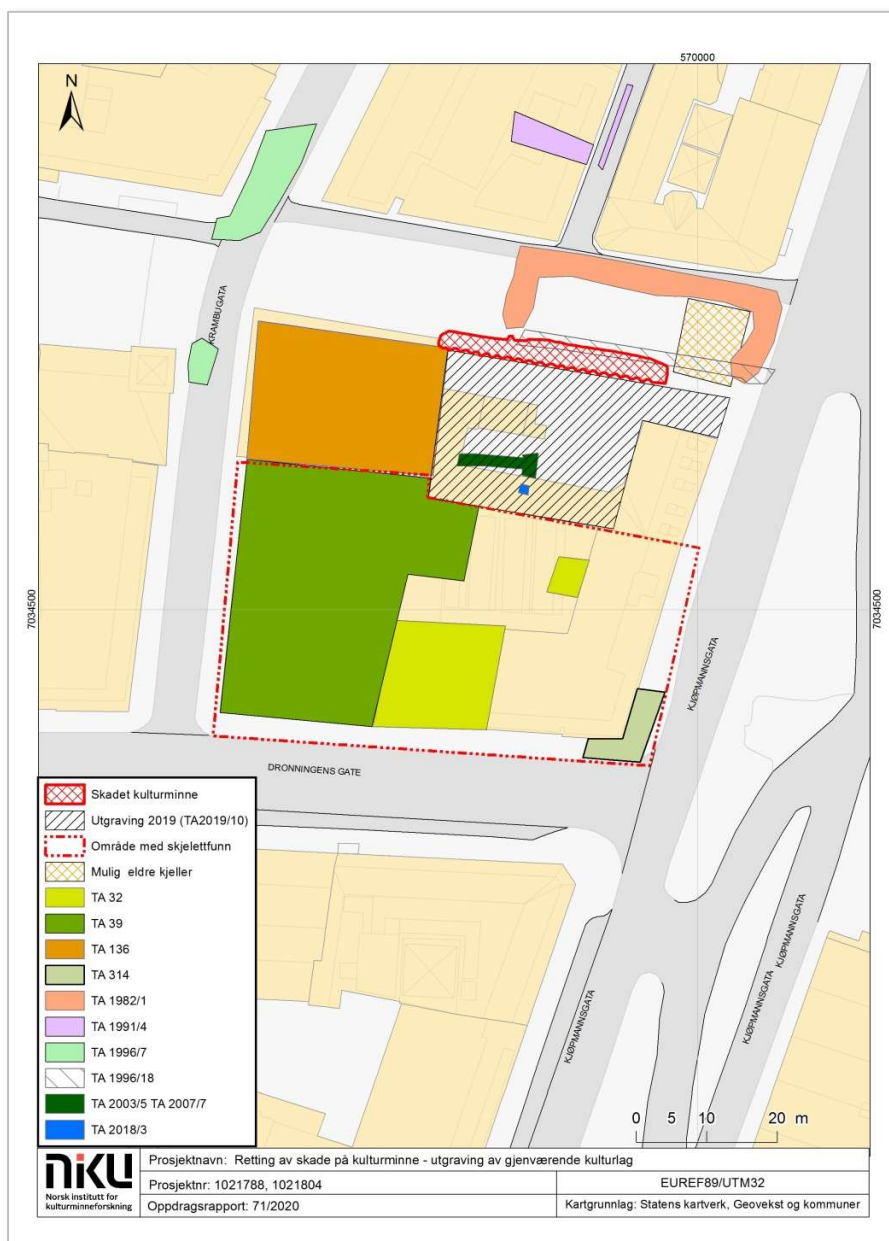 570000
N
KRAMBUGATA
7034500
7034500
KJØPMANNSGATA
DRONNINGENS GATE
KJØPMANNSGATA
KJØPMANNSGATA
KJØPMANNSGATA
Skadet kulturminne
Utgraving 2019 (TA2019/10)
Område med skjelettfunn
Mulig eldre kjeller
TA 32
TA 39
TA 136
TA 314
TA 1982/1
TA 1991/4
TA 1996/7
TA 1996/18
TA 2003/5 TA 2007/7
TA 2018/3
0 5 10 20 m
niku
Norsk institutt for
kulturminneforskning
Prosjektnavn: Retting av skade på kulturminne - utgraving av gjenværende kulturlag
Prosjektnr: 1021788, 1021804
EUREF89/UTM32
Oppdragsrapport: 71/2020
Kartgrunnlag: Statens kartverk, Geovekst og kommuner